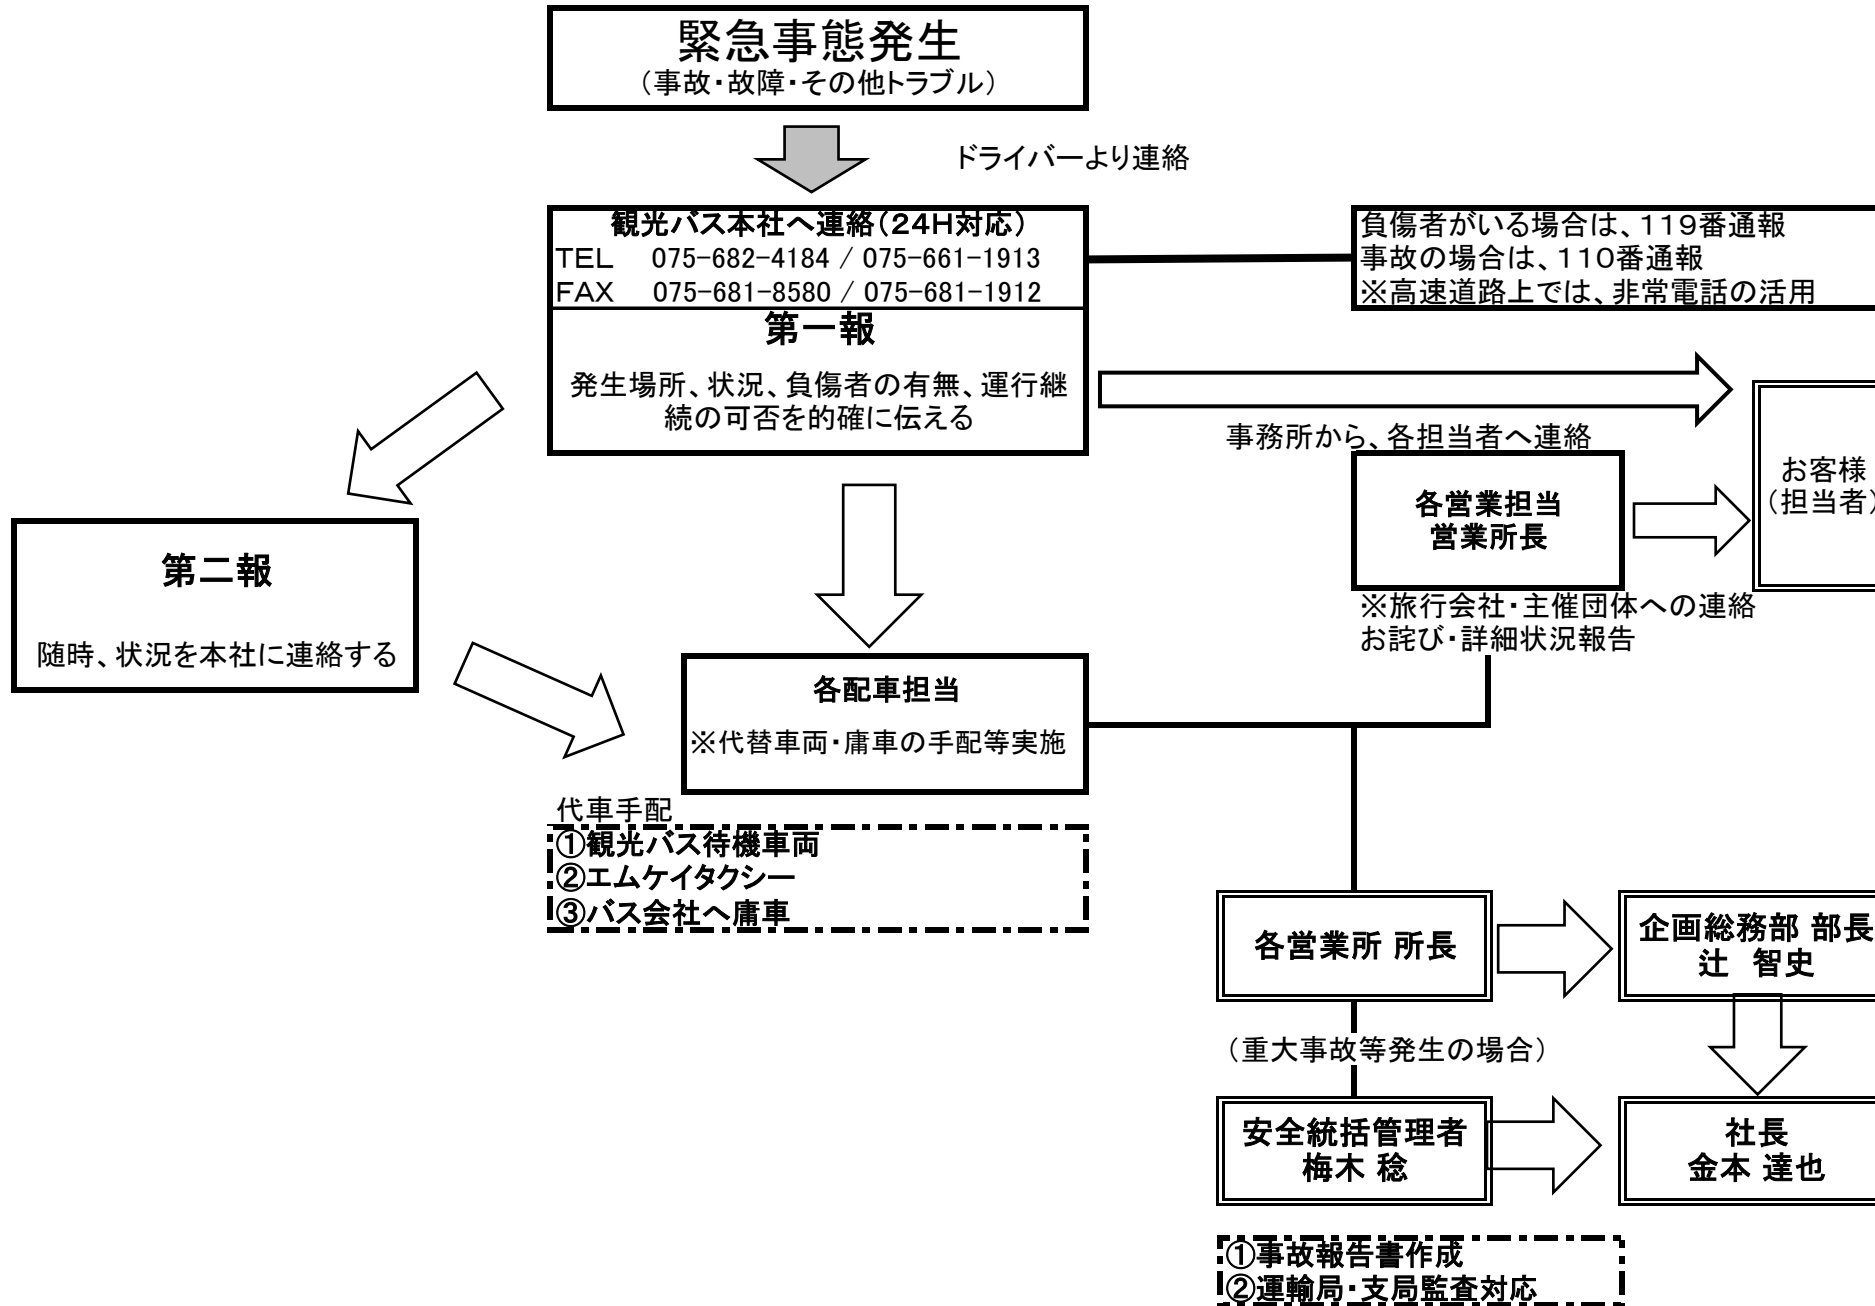 緊急事態発生
（事故・故障・その他トラブル）
ドライバーより連絡
観光バス本社へ連絡（24H対応）
TEL 075-682-4184 / 075-661-1913
FAX 075-681-8580 / 075-681-1912
負傷者がいる場合は、119番通報
事故の場合は、110番通報
※高速道路上では、非常電話の活用
第一報
発生場所、状況、負傷者の有無、運行継
続の可否を的確に伝える
事務所から、各担当者へ連絡
お客様
（担当者）
各営業担当
営業所長
※旅行会社・主催団体への連絡
お詫び・詳細状況報告
第二報
随時、状況を本社に連絡する
各配車担当
※代替車両・庸車の手配等実施
代車手配
①観光バス待機車両
②エムケイタクシー
③バス会社へ庸車
各営業所 所長
企画総務部 部長
辻　智史
（重大事故等発生の場合）
安全統括管理者
梅木 稔
社長
金本 達也
①事故報告書作成
②運輸局・支局監査対応